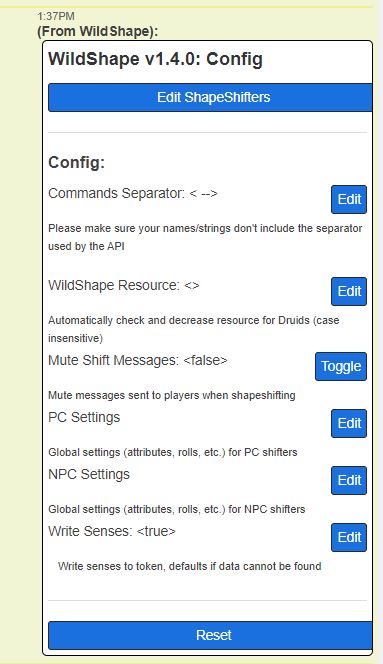 1:37PM
(From WildShape):
WildShape v1.4.0: Config
Edit ShapeShifters
Config:
Commands Separator: < -->
Edit
Please make sure your names/strings don't include the separator
used by the API
WildShape Resource: <>
Edit
Automatically check and decrease resource for Druids (case
insensitive)
Mute Shift Messages: <false>
Toggle
Mute messages sent to players when shapeshifting
PC Settings
Edit
Global settings (attributes, rolls, etc.) for PC shifters
NPC Settings
Edit
Global settings (attributes, rolls, etc.) for NPC shifters
Write Senses: <true>
Edit
Write senses to token, defaults if data cannot be found
Reset